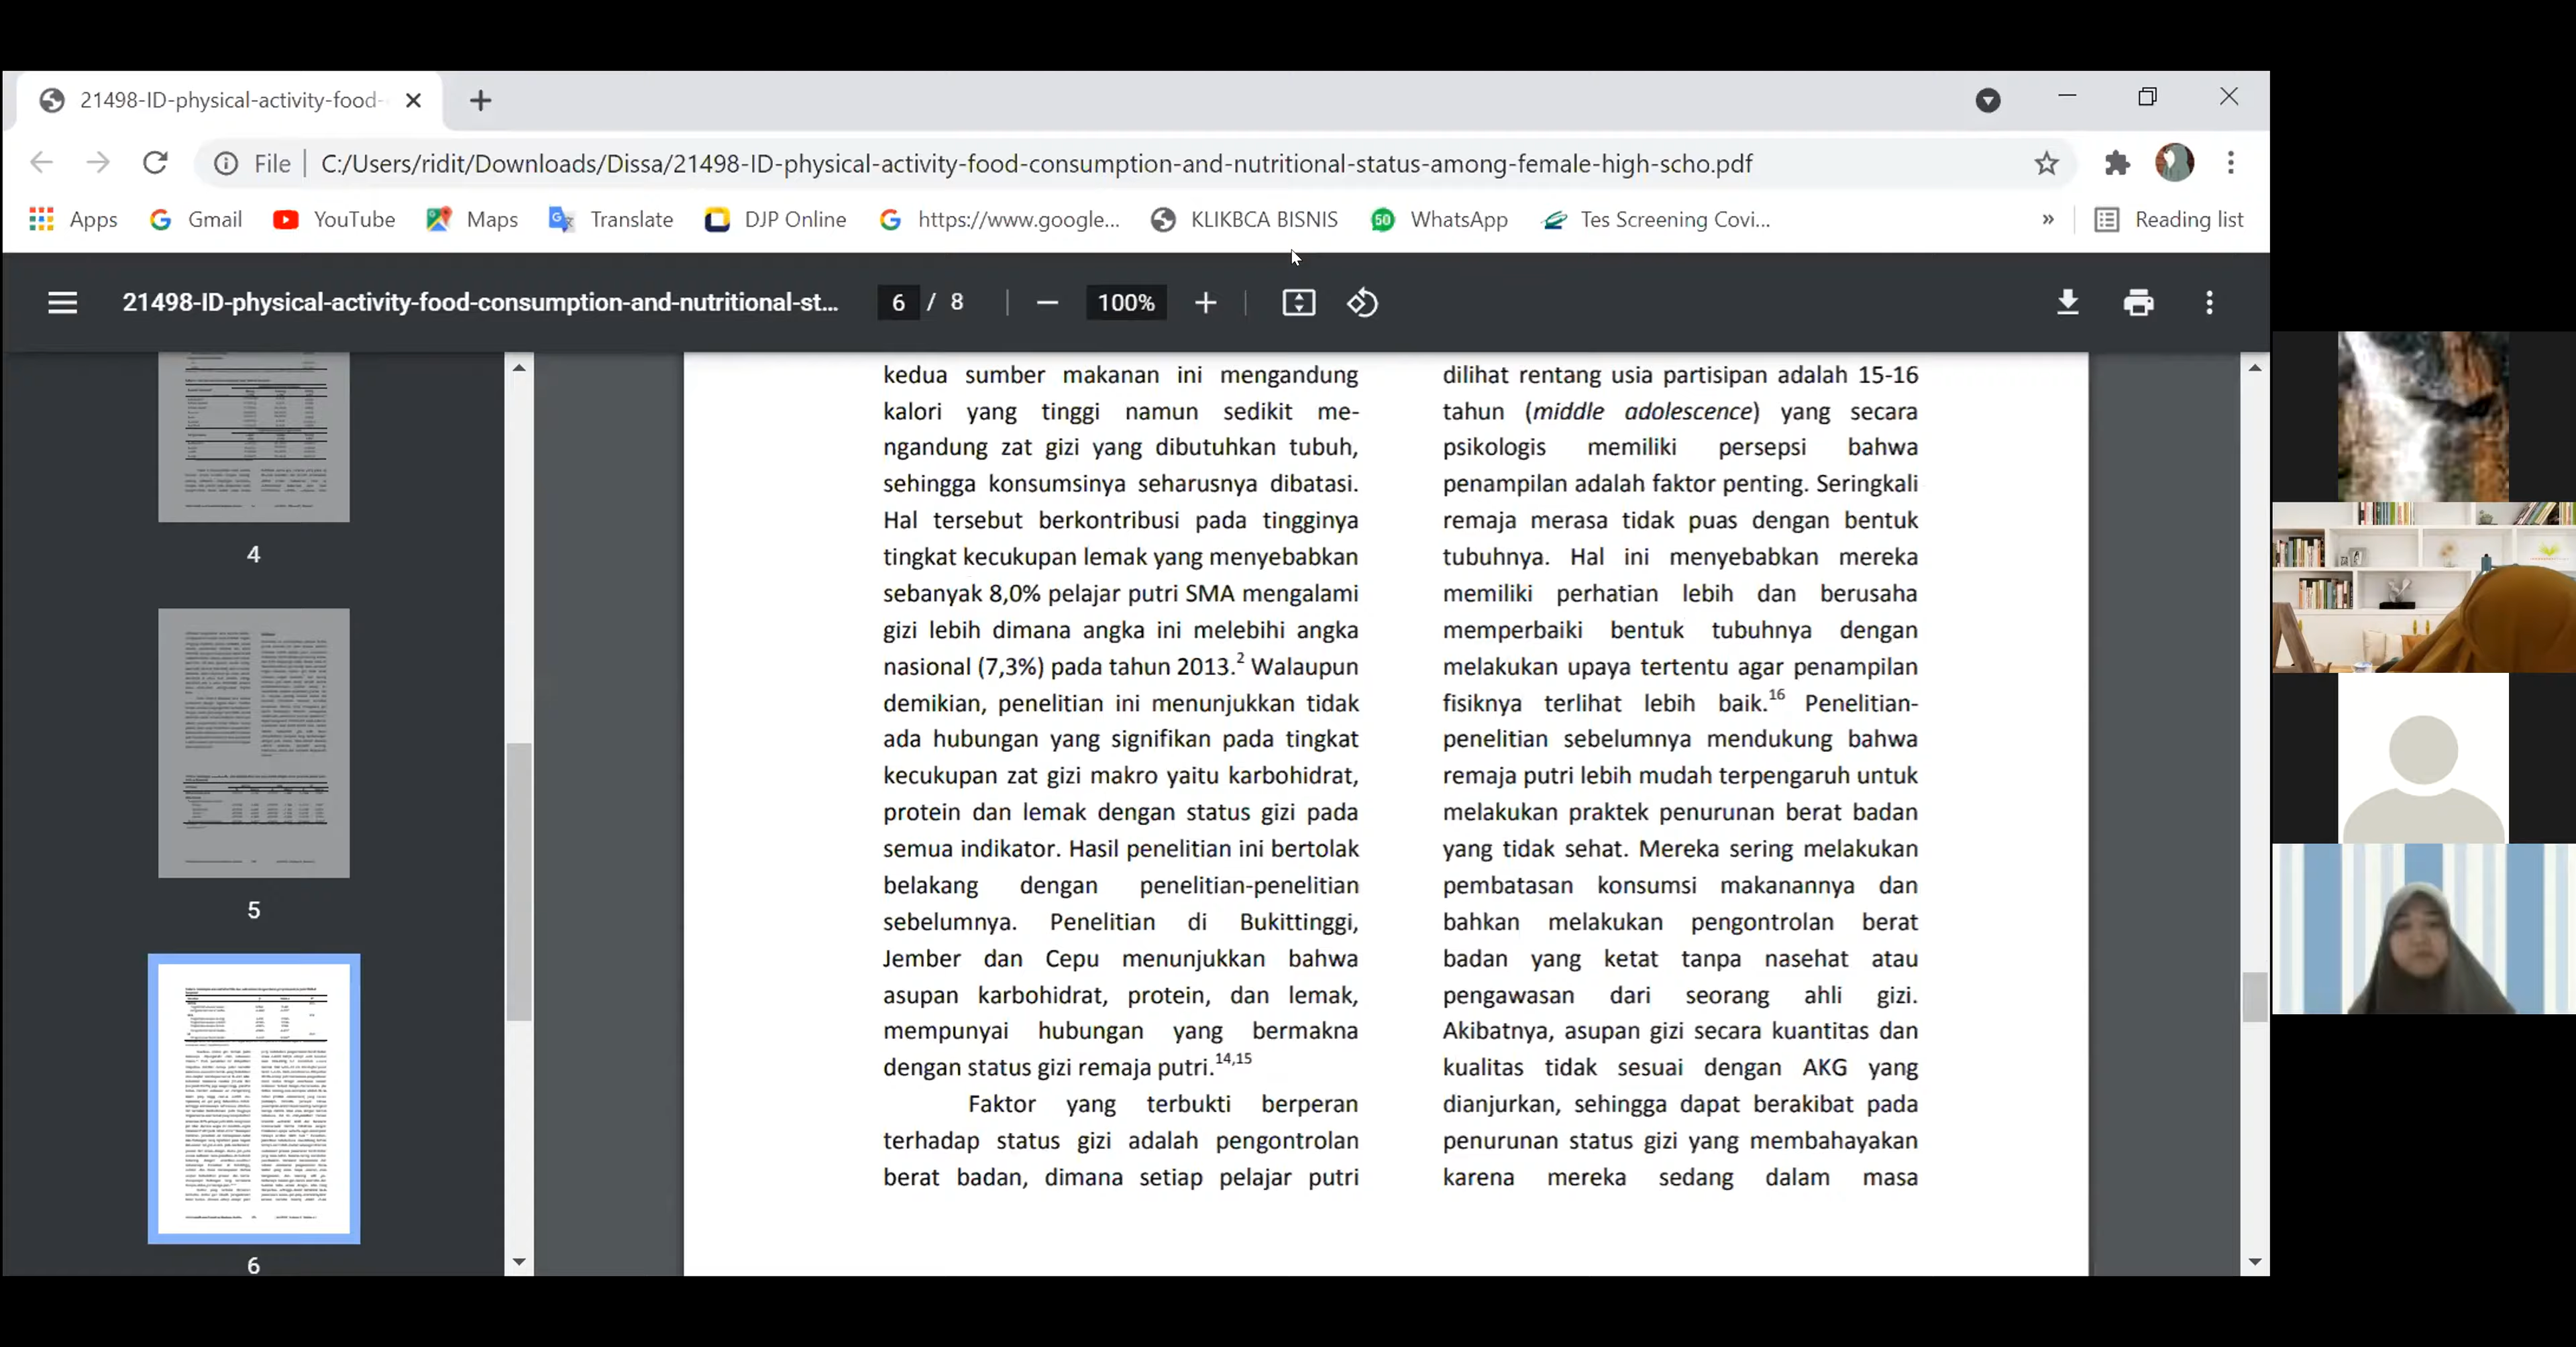 21498-ID-physical-activity-food-
File
C:/Users/ridit/Downloads/Dissa/21498-ID-physical-activity-food-consumption-and-nutritional-status-among-female-high-scho.pdf
Apps
Gmail
YouTube
Maps
Translate
DJP Online
https://www.google...
KLIKBCA BISNIS
50
WhatsApp
Tes Screening Covi...
»
Reading list
21498-ID-physical-activity-food-consumption-and-nutritional-st...
6 / 8
100%
4
5
6
kedua sumber makanan ini mengandung
kalori yang tinggi namun sedikit me-
ngandung zat gizi yang dibutuhkan tubuh,
sehingga konsumsinya seharusnya dibatasi.
Hal tersebut berkontribusi pada tingginya
tingkat kecukupan lemak yang menyebabkan
sebanyak 8,0% pelajar putri SMA mengalami
gizi lebih dimana angka ini melebihi angka
nasional (7,3%) pada tahun 2013.2 Walaupun
demikian, penelitian ini menunjukkan tidak
ada hubungan yang signifikan pada tingkat
kecukupan zat gizi makro yaitu karbohidrat,
protein dan lemak dengan status gizi pada
semua indikator. Hasil penelitian ini bertolak
belakang dengan penelitian-penelitian
sebelumnya. Penelitian di Bukittinggi,
Jember dan Cepu menunjukkan bahwa
asupan karbohidrat, protein, dan lemak,
mempunyai hubungan yang bermakna
dengan status gizi remaja putri.14,15
Faktor yang terbukti berperan
terhadap status gizi adalah pengontrolan
berat badan, dimana setiap pelajar putri
dilihat rentang usia partisipan adalah 15-16
tahun (middle adolescence) yang secara
psikologis memiliki persepsi bahwa
penampilan adalah faktor penting. Seringkali
remaja merasa tidak puas dengan bentuk
tubuhnya. Hal ini menyebabkan mereka
memiliki perhatian lebih dan berusaha
memperbaiki bentuk tubuhnya dengan
melakukan upaya tertentu agar penampilan
fisiknya terlihat lebih baik.16 Penelitian-
penelitian sebelumnya mendukung bahwa
remaja putri lebih mudah terpengaruh untuk
melakukan praktek penurunan berat badan
yang tidak sehat. Mereka sering melakukan
pembatasan konsumsi makanannya dan
bahkan melakukan pengontrolan berat
badan yang ketat tanpa nasehat atau
pengawasan dari seorang ahli gizi.
Akibatnya, asupan gizi secara kuantitas dan
kualitas tidak sesuai dengan AKG yang
dianjurkan, sehingga dapat berakibat pada
penurunan status gizi yang membahayakan
karena mereka sedang dalam masa